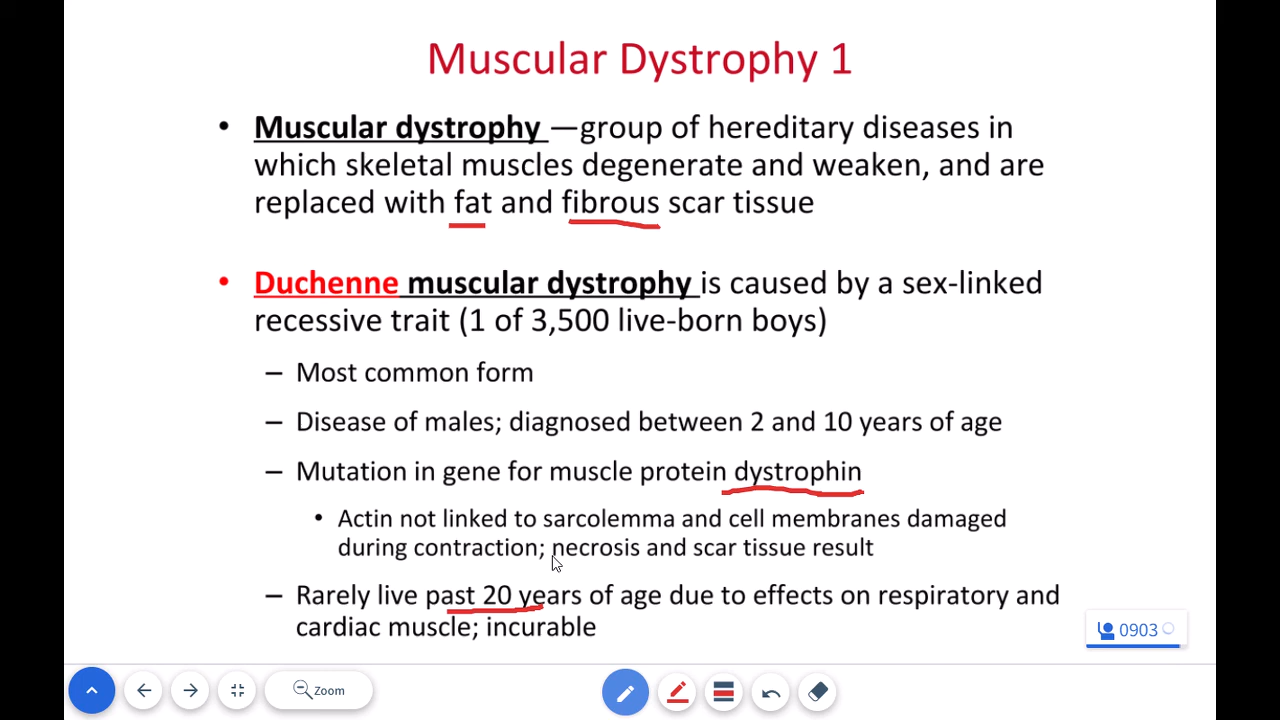 Muscular Dystrophy 1
• Muscular dystrophy —group of hereditary diseases in
which skeletal muscles degenerate and weaken, and are
replaced with fat and fibrous scar tissue
• Duchenne muscular dystrophy is caused by a sex-linked
recessive trait (1 of 3,500 live-born boys)
– Most common form
– Disease of males; diagnosed between 2 and 10 years of age
– Mutation in gene for muscle protein dystrophin
• Actin not linked to sarcolemma and cell membranes damaged
during contraction; necrosis and scar tissue result
– Rarely live past 20 years of age due to effects on respiratory and
cardiac muscle; incurable
0903
Zoom